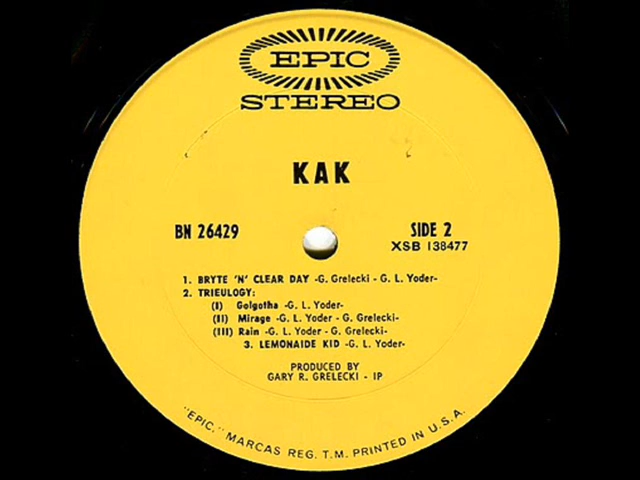 EPIC
STEREO
KAK
BN 26429
SIDE 2
XSB 138477
1. BRYTE 'N' CLEAR DAY -G. Grelecki - G. L. Yoder-
2. TRIEULOGY:
(I) Golgotha -G. L. Yoder-
(II) Mirage -G. L. Yoder - G. Grelecki-
(III) Rain -G. L. Yoder - G. Grelecki-
3. LEMONAIDE KID -G. L. Yoder-
PRODUCED BY
GARY R. GRELECKI - IP
"EPIC," MARCAS REG. T.M. PRINTED IN U.S.A.